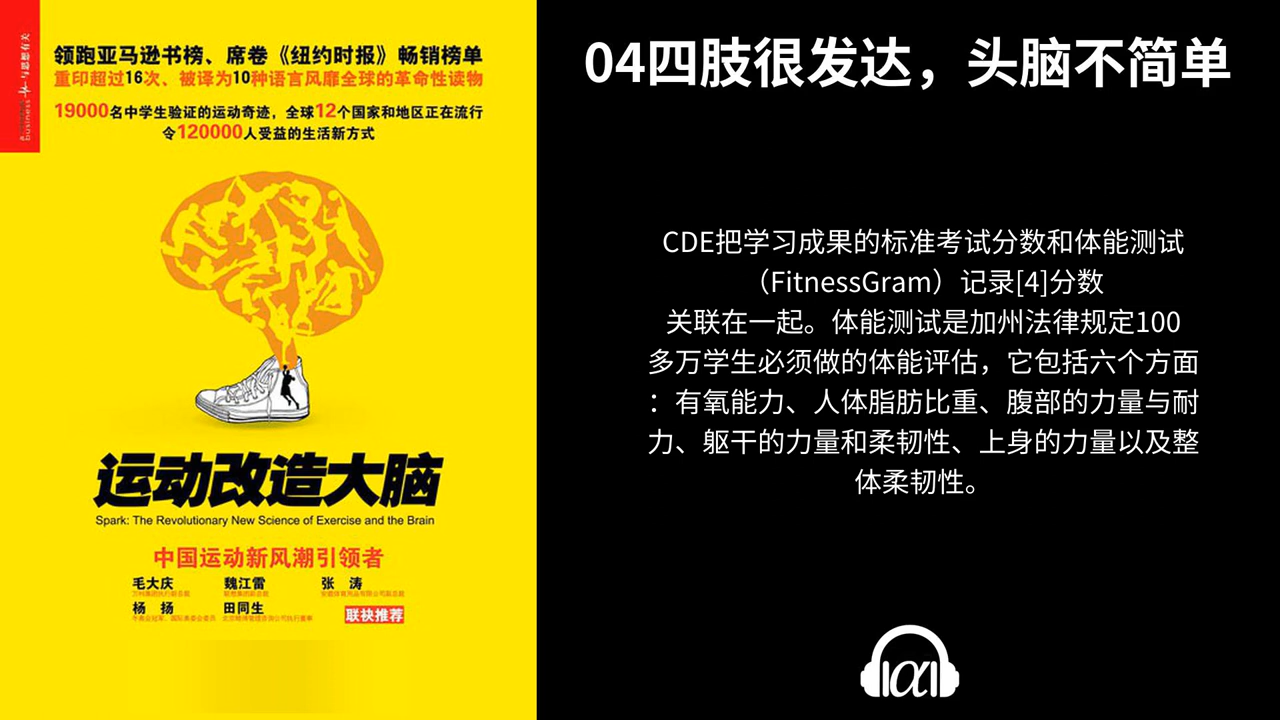 领跑亚马逊书榜、席卷《纽约时报》畅销榜单
重印超过16次、被译为10种语言风靡全球的革命性读物
19000名中学生验证的运动奇迹，全球12个国家和地区正在流行
令120000人受益的生活新方式
运动改造大脑
Spark: The Revolutionary New Science of Exercise and the Brain
中国运动新风潮引领者
毛大庆 魏江雷 张 涛
杨 扬 田同生
联袂推荐
04四肢很发达，头脑不简单
CDE把学习成果的标准考试分数和体能测试
（FitnessGram）记录[4]分数
关联在一起。体能测试是加州法律规定100
多万学生必须做的体能评估，它包括六个方面
：有氧能力、人体脂肪比重、腹部的力量与耐
力、躯干的力量和柔韧性、上身的力量以及整
体柔韧性。